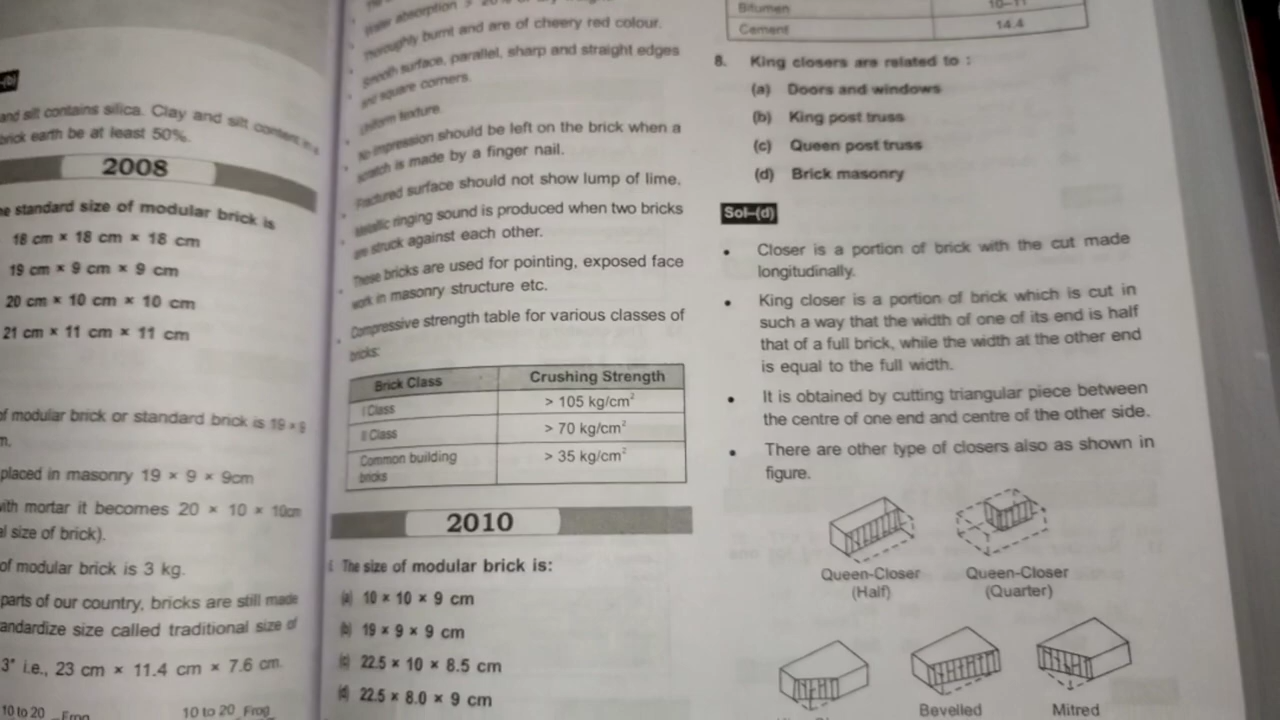 and silt contains silica. Clay and silt content in a
brick earth be at least 50%.
2008
standard size of modular brick is
18 cm × 18 cm × 18 cm
19 cm × 9 cm × 9 cm
20 cm × 10 cm × 10 cm
21 cm × 11 cm × 11 cm
of modular brick or standard brick is 19 × 9
placed in masonry 19 × 9 × 9cm
with mortar it becomes 20 × 10 × 10cm
size of brick).
of modular brick is 3 kg.
parts of our country, bricks are still made
size called traditional size of
3" i.e., 23 cm × 11.4 cm × 7.6 cm.
10 to 20 Frog 10 to 20 Frog
absorption > 20%
thoroughly burnt and are of cheery red colour.
smooth surface, parallel, sharp and straight edges
and square corners.
Uniform texture.
No impression should be left on the brick when a
scratch is made by a finger nail.
Fractured surface should not show lump of lime.
Metallic ringing sound is produced when two bricks
are struck against each other.
These bricks are used for pointing, exposed face
work in masonry structure etc.
Compressive strength table for various classes of
bricks:
Brick Class Crushing Strength
I Class > 105 kg/cm²
II Class > 70 kg/cm²
Common building > 35 kg/cm²
bricks
2010
The size of modular brick is:
(a) 10 × 10 × 9 cm
(b) 19 × 9 × 9 cm
(c) 22.5 × 10 × 8.5 cm
(d) 22.5 × 8.0 × 9 cm
Bitumen 10–11
Cement 14.4
8. King closers are related to :
(a) Doors and windows
(b) King post truss
(c) Queen post truss
(d) Brick masonry
Sol–(d)
• Closer is a portion of brick with the cut made
longitudinally.
• King closer is a portion of brick which is cut in
such a way that the width of one of its end is half
that of a full brick, while the width at the other end
is equal to the full width.
• It is obtained by cutting triangular piece between
the centre of one end and centre of the other side.
• There are other type of closers also as shown in
figure.
Queen-Closer Queen-Closer
(Half) (Quarter)
Bevelled Mitred